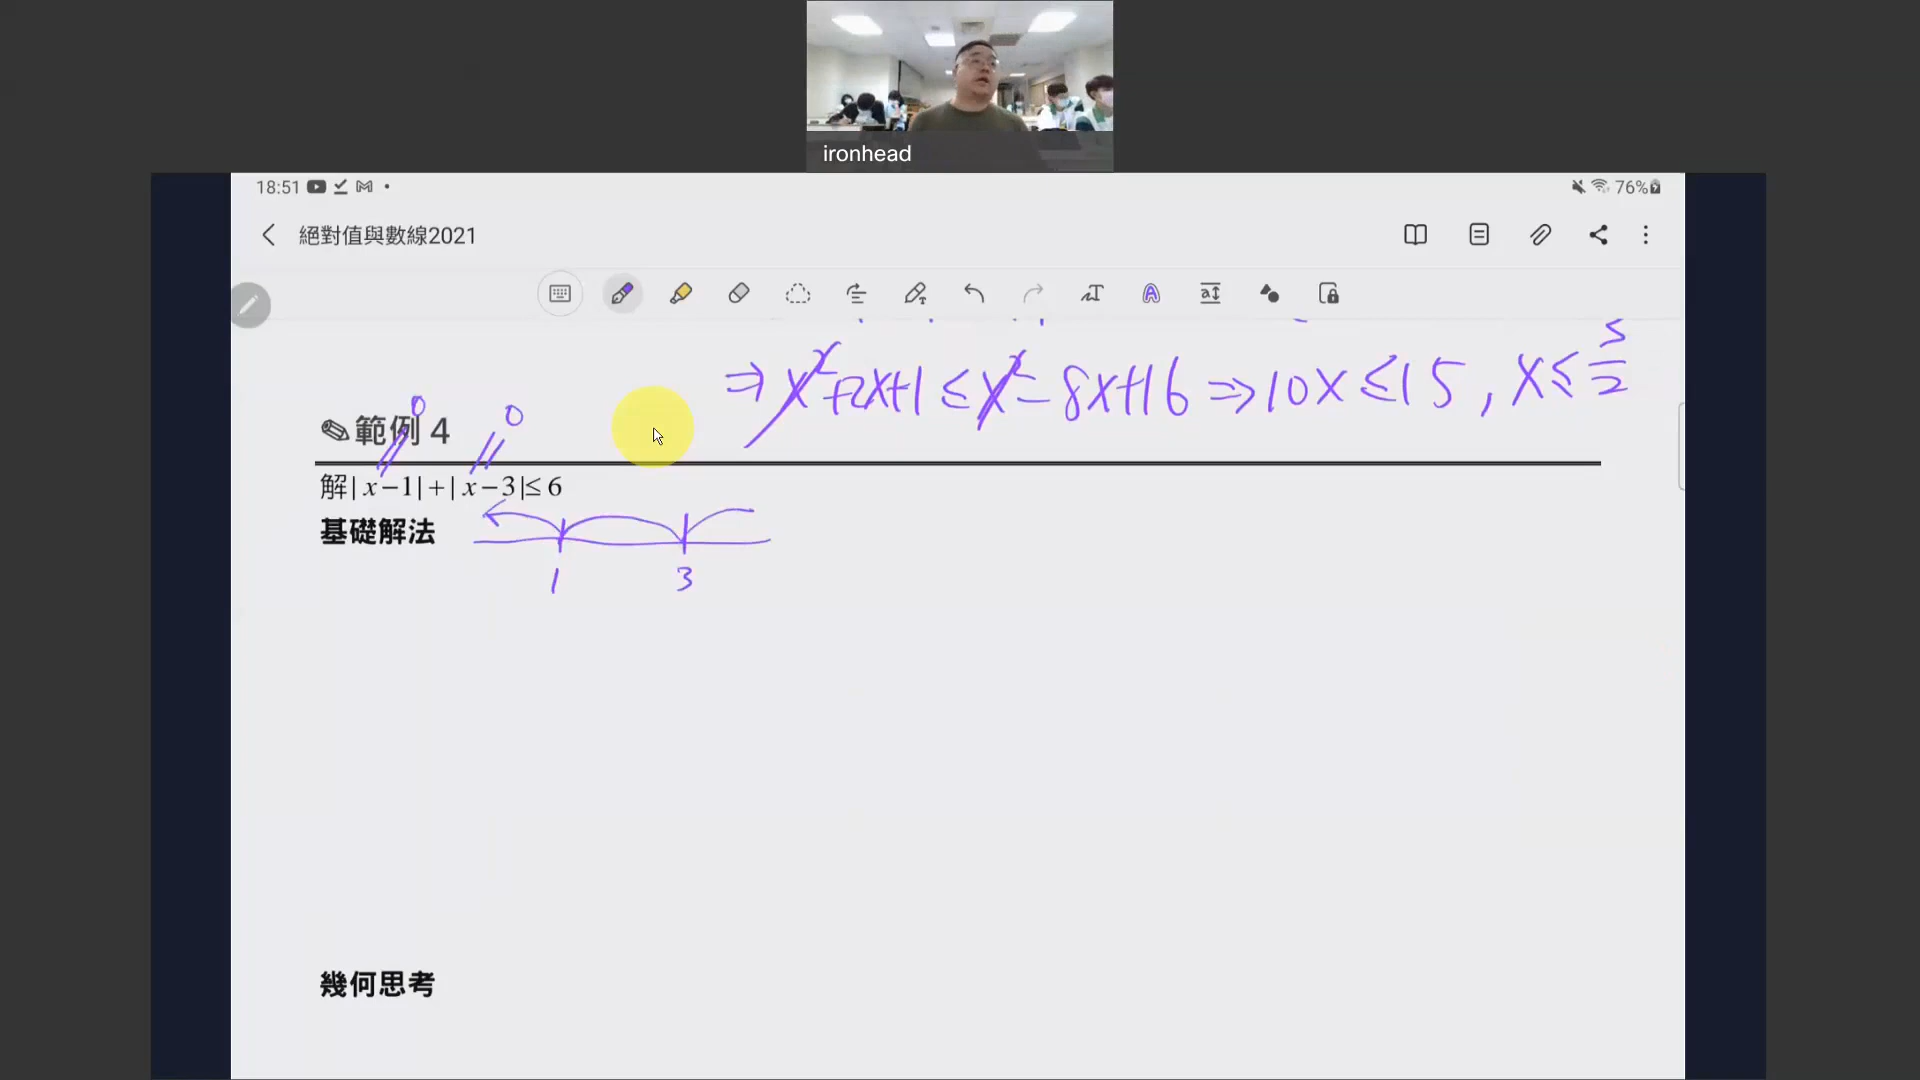 ironhead
18:51 76%
絕對值與數線2021
⇒ x²+2x+1 ≤ x²-8x+16 ⇒ 10x ≤ 15 , x ≤ 3/2
0 0
範例 4
解|x−1|+|x−3|≤ 6
基礎解法
1 3
幾何思考